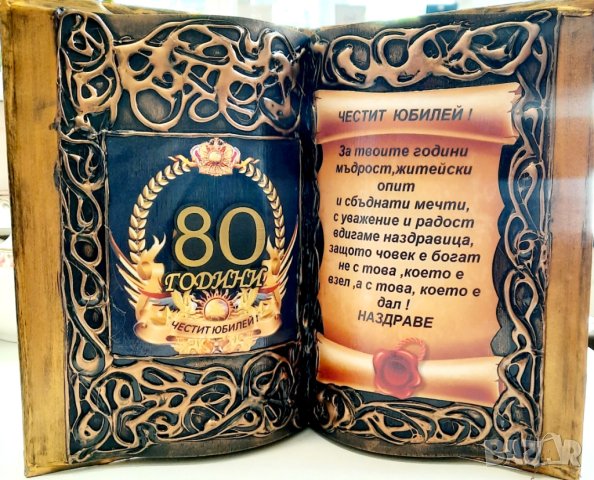 80
ГОДИНИ
ЧЕСТИТ ЮБИЛЕЙ !
ЧЕСТИТ ЮБИЛЕЙ !
За твоите години
мъдрост,житейски
опит
и сбъднати мечти,
с уважение и радост
вдигаме наздравица,
защото човек е богат
не с това ,което е
взел ,а с това, което е
дал !
НАЗДРАВЕ
BAZAR